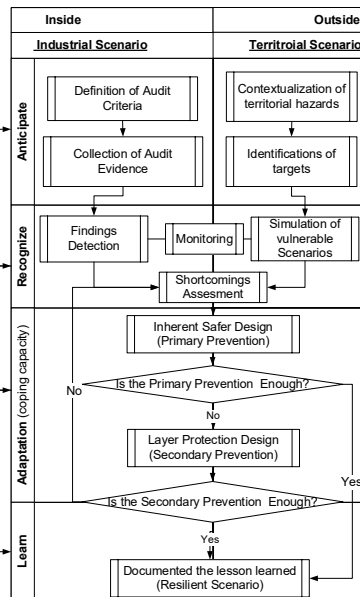 Inside
Outside
Industrial Scenario
Territroial Scenario
Anticipate
Definition of Audit
Criteria
Contextualization of
territorial hazards
Collection of Audit
Evidence
Identifications of
targets
Recognize
Findings
Detection
Monitoring
Simulation of
vulnerable
Scenarios
Shortcomings
Assesment
Adaptation (coping capacity)
Inherent Safer Design
(Primary Prevention)
No
Is the Primary Prevention Enough?
No
Layer Protection Design
(Secondary Prevention)
Yes
Is the Secondary Prevention Enough?
Learn
Yes
Documented the lesson learned
(Resilient Scenario)